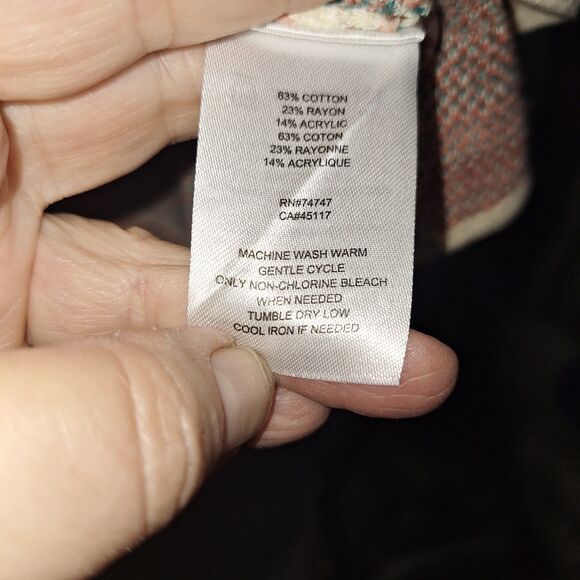 63% COTTON
23% RAYON
14% ACRYLIC
63% COTON
23% RAYONNE
14% ACRYLIQUE
RN#74747
CA#45117
MACHINE WASH WARM
GENTLE CYCLE
ONLY NON-CHLORINE BLEACH
WHEN NEEDED
TUMBLE DRY LOW
COOL IRON IF NEEDED